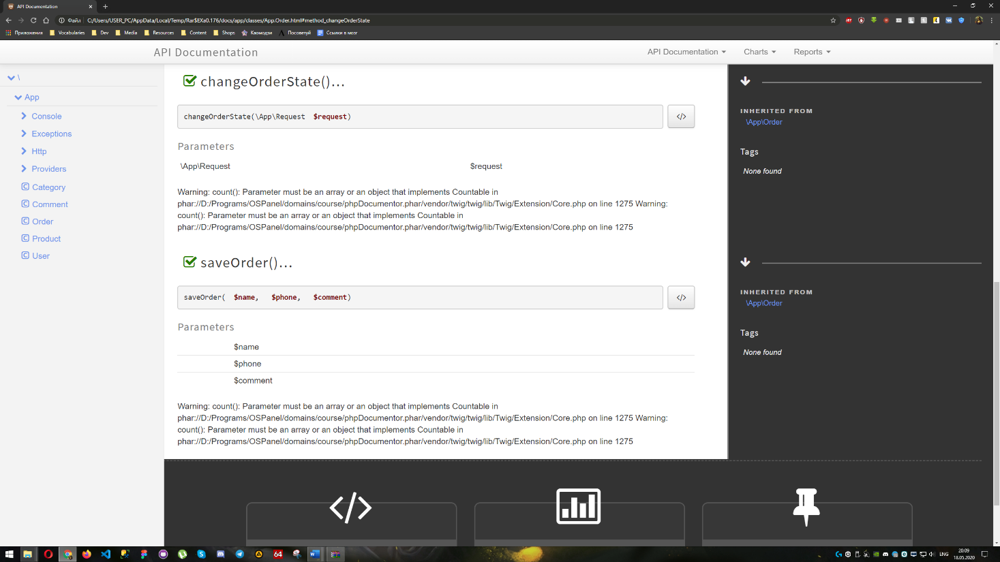 API Documentation
Файл C:/Users/USER_PC/AppData/Local/Temp/Rar$EXa0.176/docs/app/classes/App.Order.html#method_changeOrderState
Приложения Vocabularies Dev Media Resources Content Shops Каомодзи Посоветуй Ссылки в мозг
API Documentation
API Documentation Charts Reports
\
App
Console
Exceptions
Http
Providers
Category
Comment
Order
Product
User
changeOrderState()...
changeOrderState(\App\Request $request)
</>
Parameters
\App\Request $request
Warning: count(): Parameter must be an array or an object that implements Countable in
phar://D:/Programs/OSPanel/domains/course/phpDocumentor.phar/vendor/twig/twig/lib/Twig/Extension/Core.php on line 1275 Warning:
count(): Parameter must be an array or an object that implements Countable in
phar://D:/Programs/OSPanel/domains/course/phpDocumentor.phar/vendor/twig/twig/lib/Twig/Extension/Core.php on line 1275
INHERITED FROM
\App\Order
Tags
None found
saveOrder()...
saveOrder( $name, $phone, $comment)
</>
Parameters
$name
$phone
$comment
Warning: count(): Parameter must be an array or an object that implements Countable in
phar://D:/Programs/OSPanel/domains/course/phpDocumentor.phar/vendor/twig/twig/lib/Twig/Extension/Core.php on line 1275 Warning:
count(): Parameter must be an array or an object that implements Countable in
phar://D:/Programs/OSPanel/domains/course/phpDocumentor.phar/vendor/twig/twig/lib/Twig/Extension/Core.php on line 1275
INHERITED FROM
\App\Order
Tags
None found
64
ENG
20:09
18.05.2020